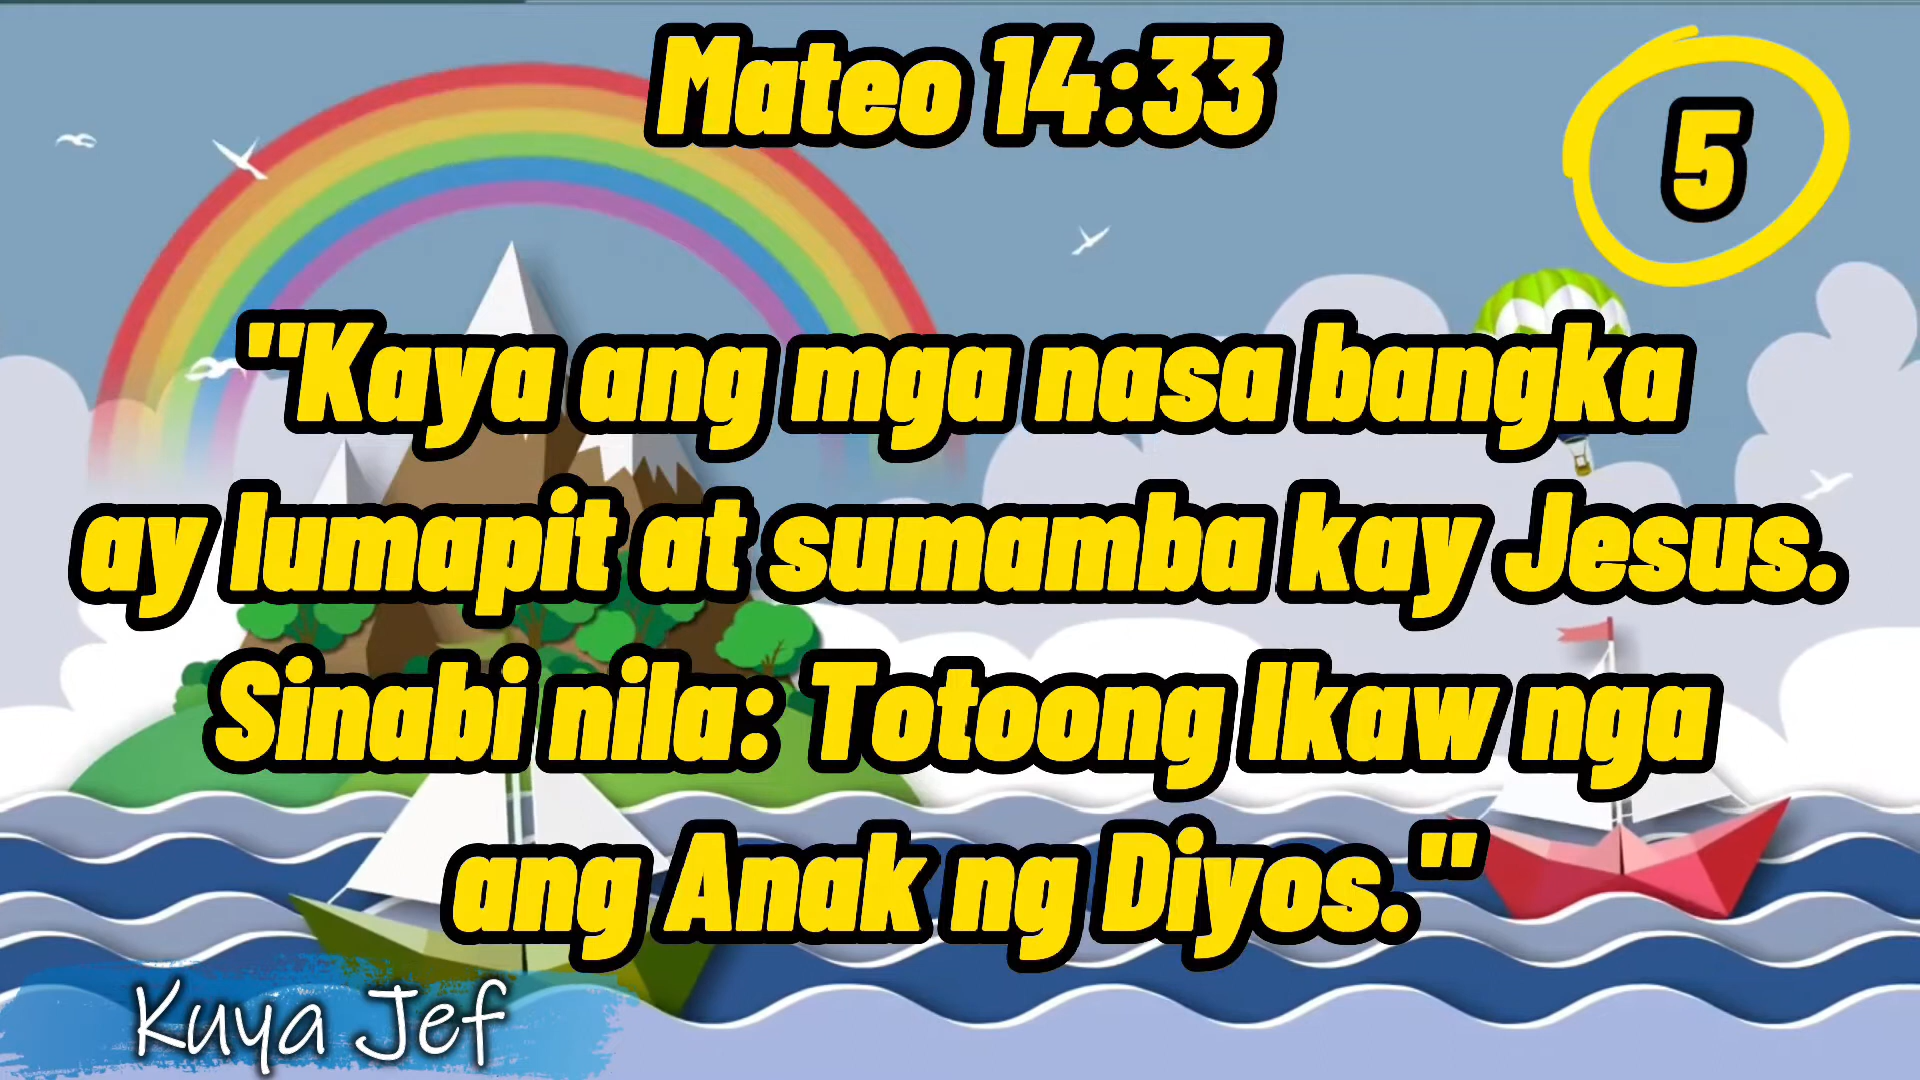 Mateo 14:33
5
"Kaya ang mga nasa bangka
ay lumapit at sumamba kay Jesus.
Sinabi nila: Totoong Ikaw nga
ang Anak ng Diyos."
Kuya Jef